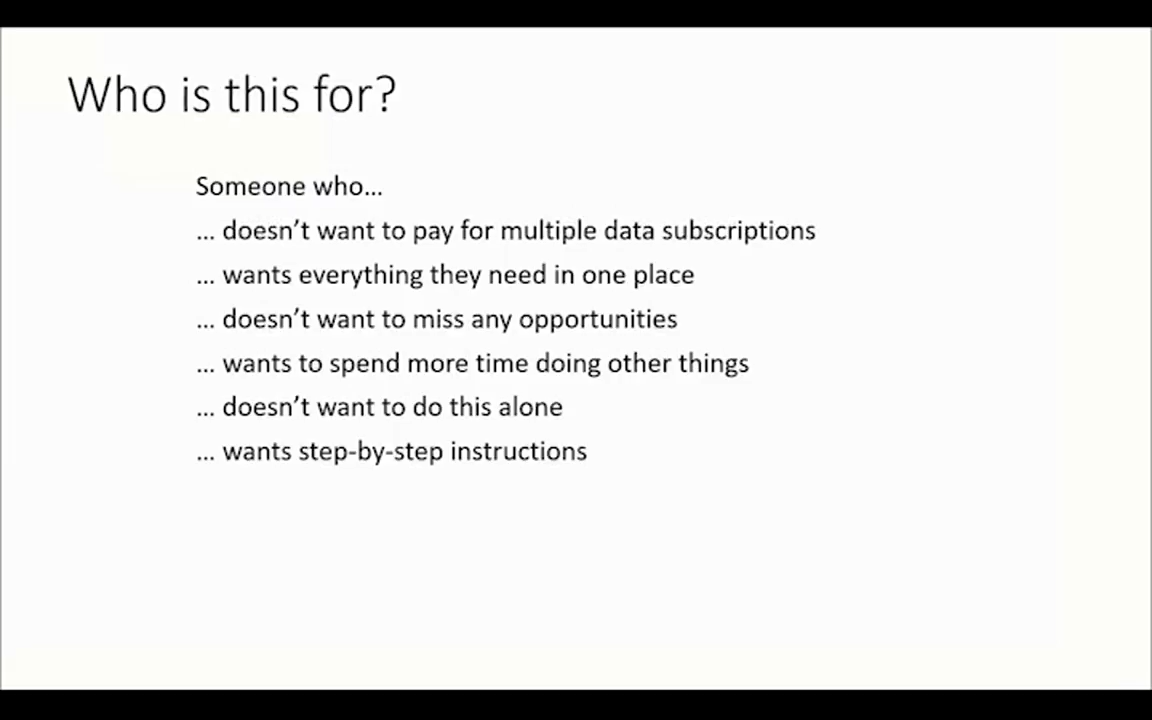 Who is this for?
Someone who…
… doesn’t want to pay for multiple data subscriptions
… wants everything they need in one place
… doesn’t want to miss any opportunities
… wants to spend more time doing other things
… doesn’t want to do this alone
… wants step-by-step instructions